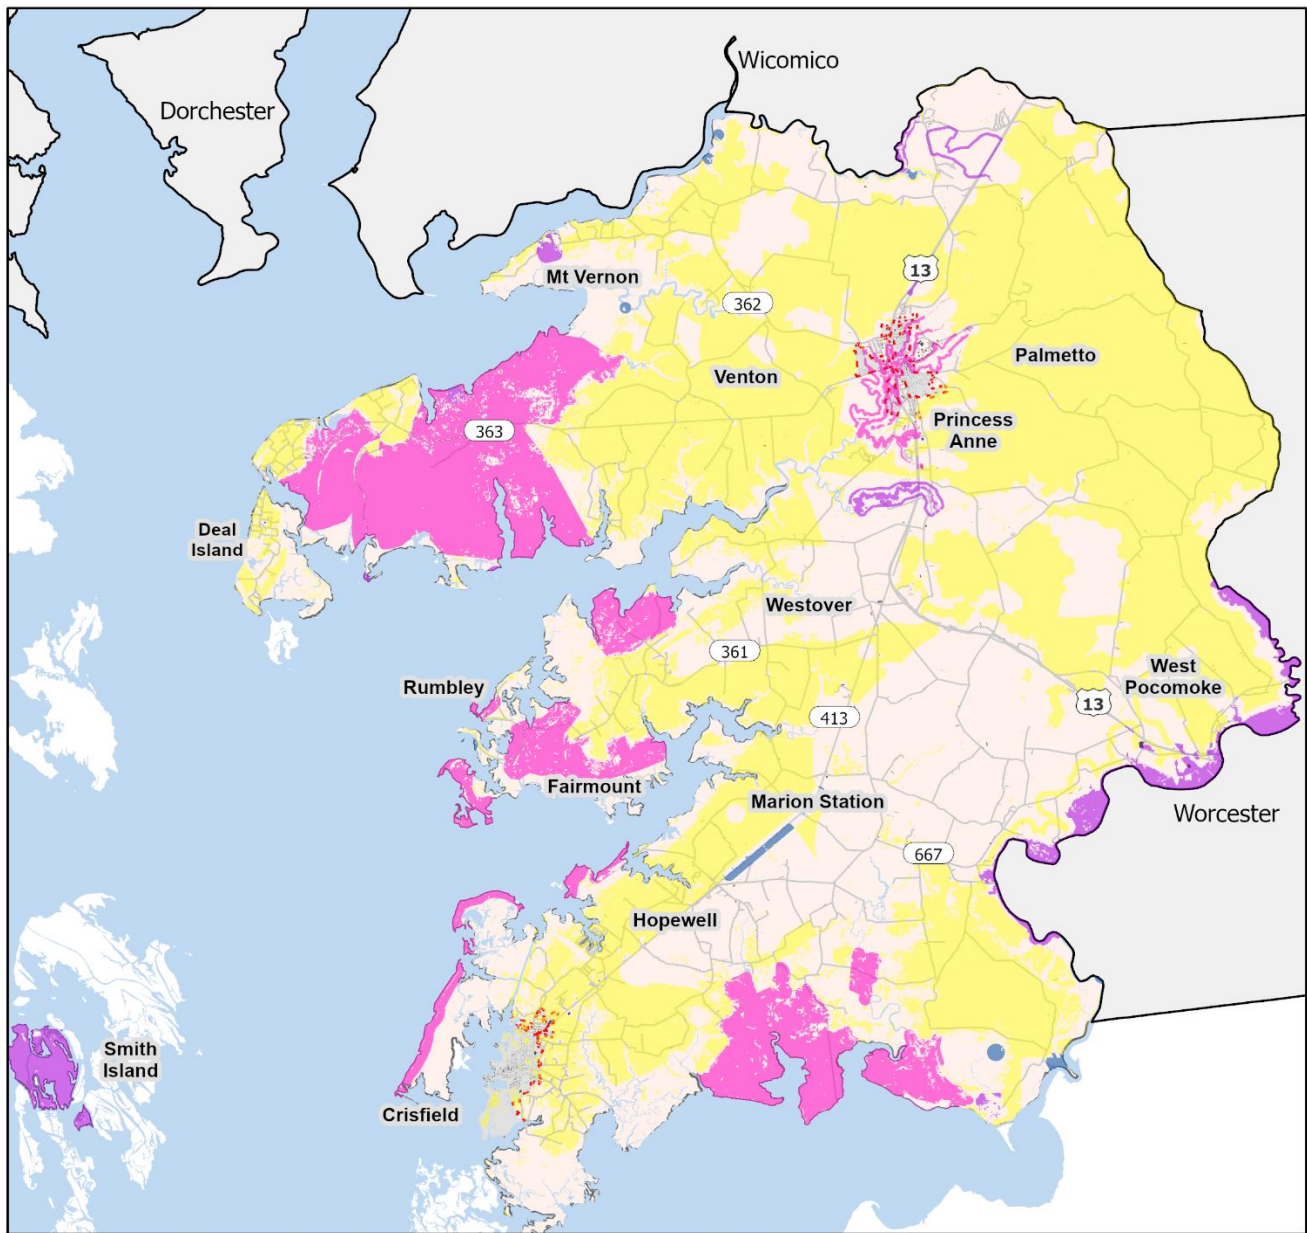 Wicomico
Dorchester
13
Mt Vernon
362
Palmetto
Venton
Princess
Anne
363
Deal
Island
Westover
361
West
Pocomoke
Rumbley
13
413
Fairmount
Marion Station
Worcester
667
Hopewell
Smith
Island
Crisfield